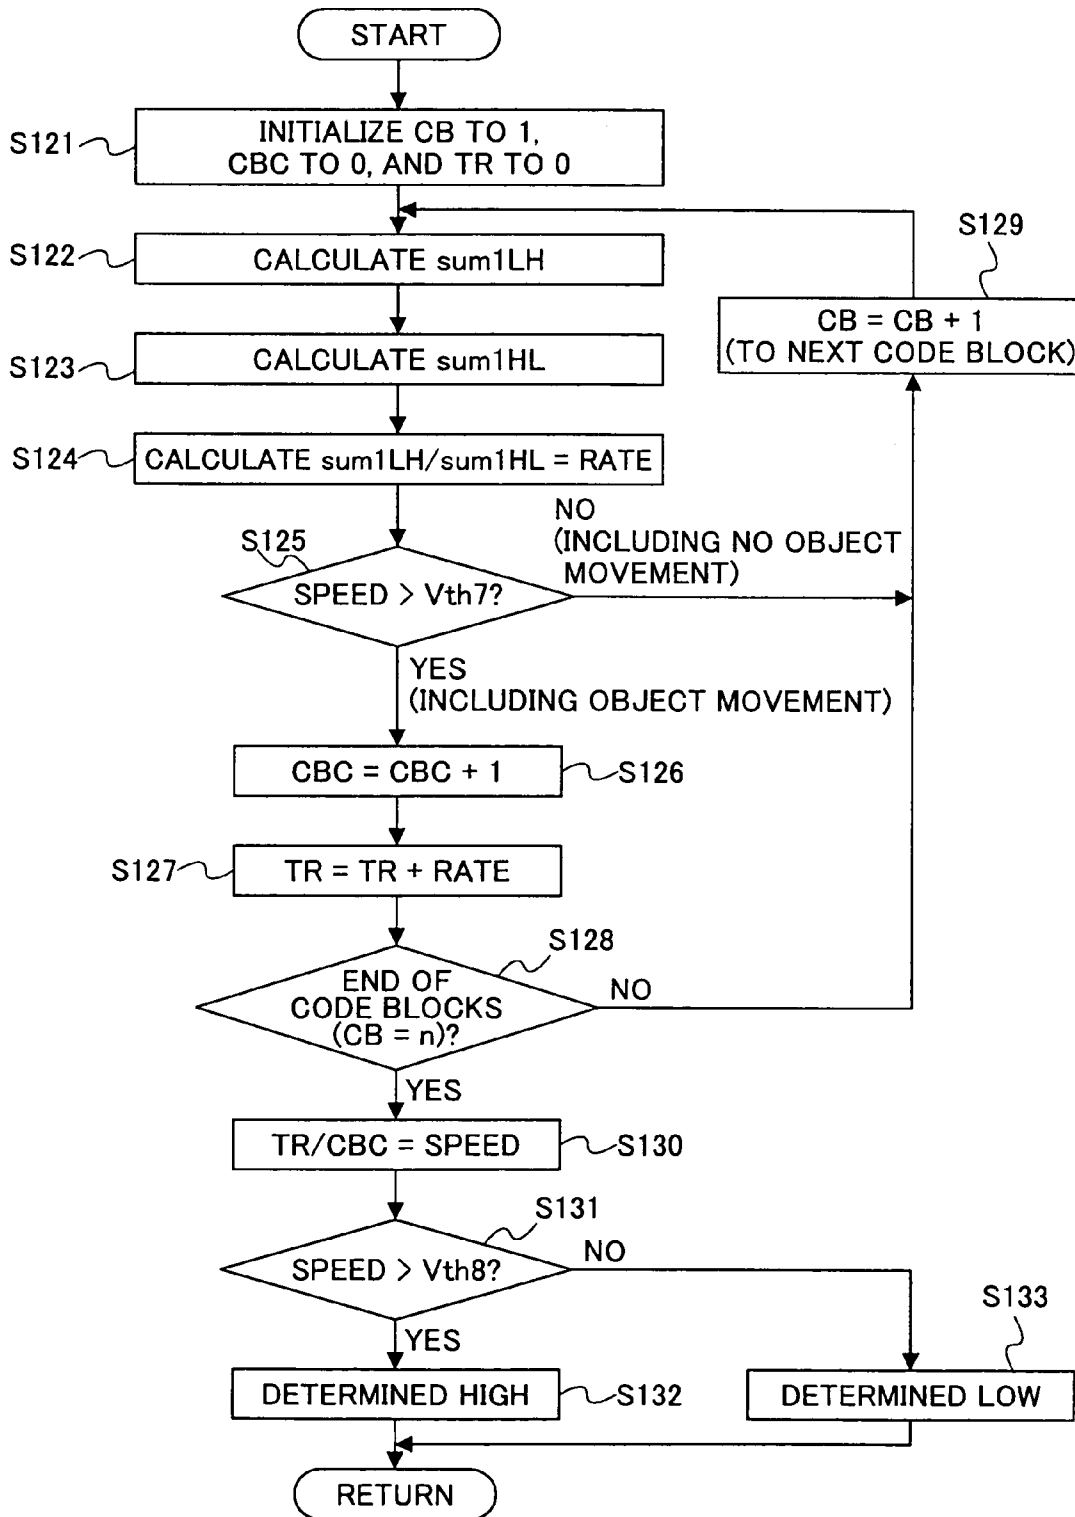 START
S121
INITIALIZE CB TO 1,
CBC TO 0, AND TR TO 0
S122
CALCULATE sum1LH
S129
CB = CB + 1
(TO NEXT CODE BLOCK)
S123
CALCULATE sum1HL
S124
CALCULATE sum1LH/sum1HL = RATE
S125
SPEED > Vth7?
NO
(INCLUDING NO OBJECT
MOVEMENT)
YES
(INCLUDING OBJECT MOVEMENT)
CBC = CBC + 1
S126
S127
TR = TR + RATE
S128
END OF
CODE BLOCKS
(CB = n)?
NO
YES
TR/CBC = SPEED
S130
S131
SPEED > Vth8?
NO
YES
S133
DETERMINED HIGH
S132
DETERMINED LOW
RETURN